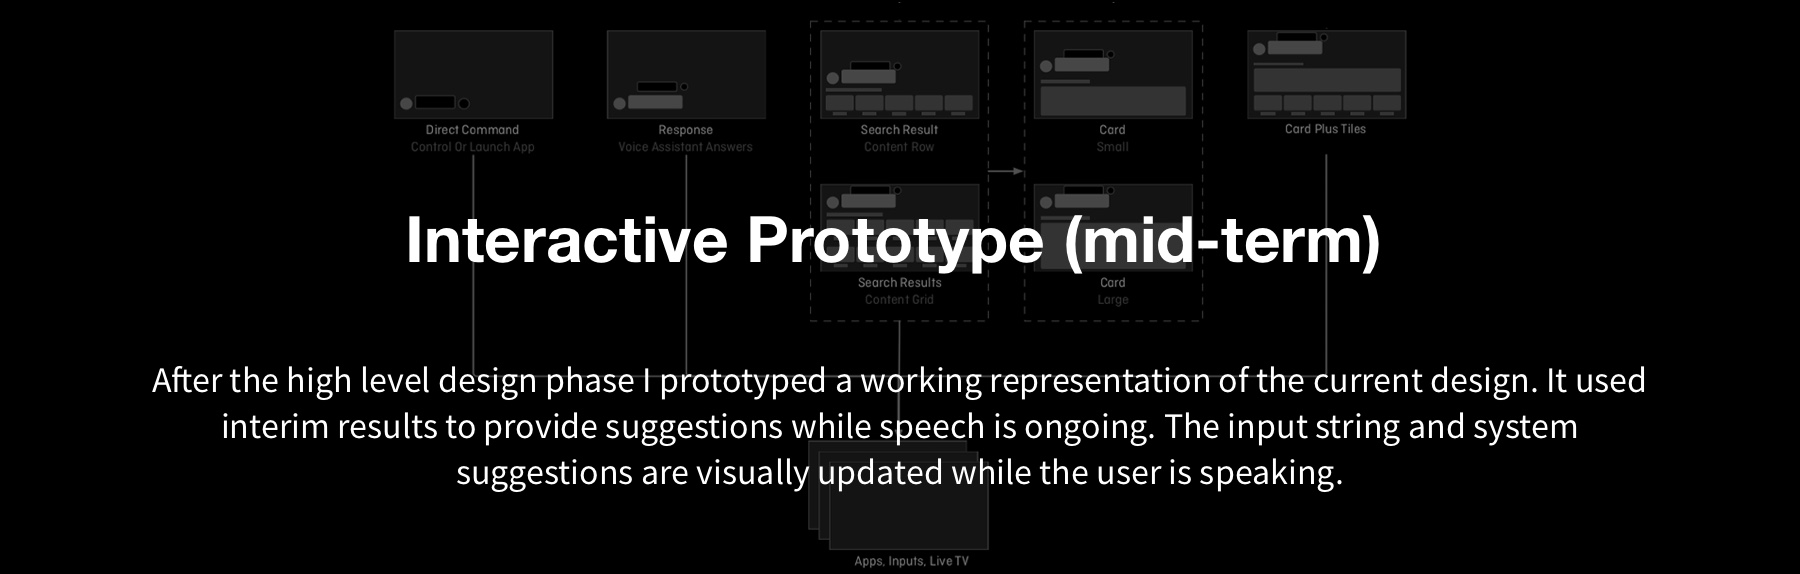 Direct Command
Control Or Launch App
Response
Voice Assistant Answers
Search Result
Content Row
Card
Small
Card Plus Tiles
Interactive Prototype (mid-term)
Search Results
Content Grid
Card
Large
After the high level design phase I prototyped a working representation of the current design. It used
interim results to provide suggestions while speech is ongoing. The input string and system
suggestions are visually updated while the user is speaking.
Apps, Inputs, Live TV